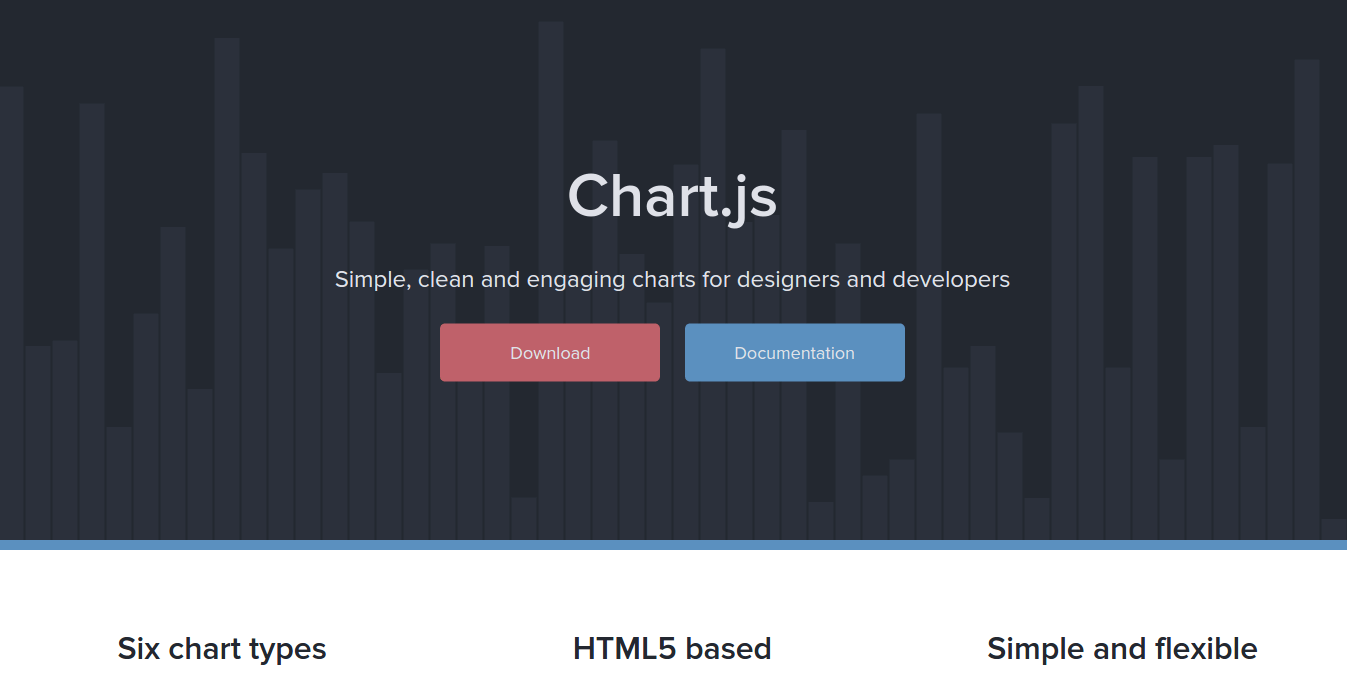 Chart.js
Simple, clean and engaging charts for designers and developers
Download
Documentation
Six chart types
HTML5 based
Simple and flexible